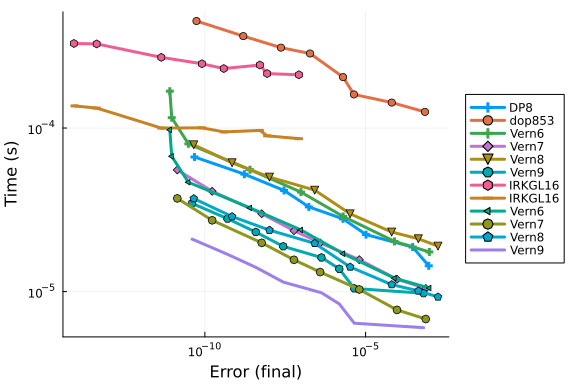 Time (s)
10⁻⁴
10⁻⁵
10⁻¹⁰
10⁻⁵
Error (final)
DP8
dop853
Vern6
Vern7
Vern8
Vern9
IRKGL16
IRKGL16
Vern6
Vern7
Vern8
Vern9